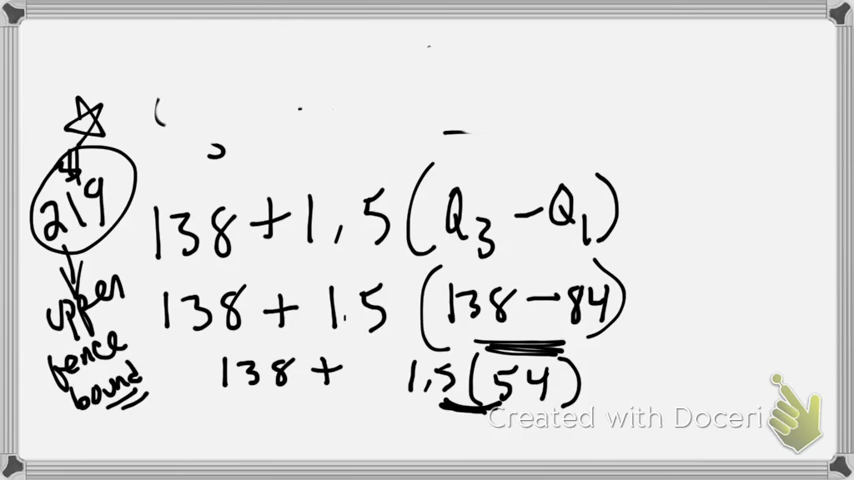 219
upper
fence
bound
138 + 1,5 (Q3 - Q1)
138 + 1.5 (138 - 84)
138 + 1,5 (54)
Created with Doceri